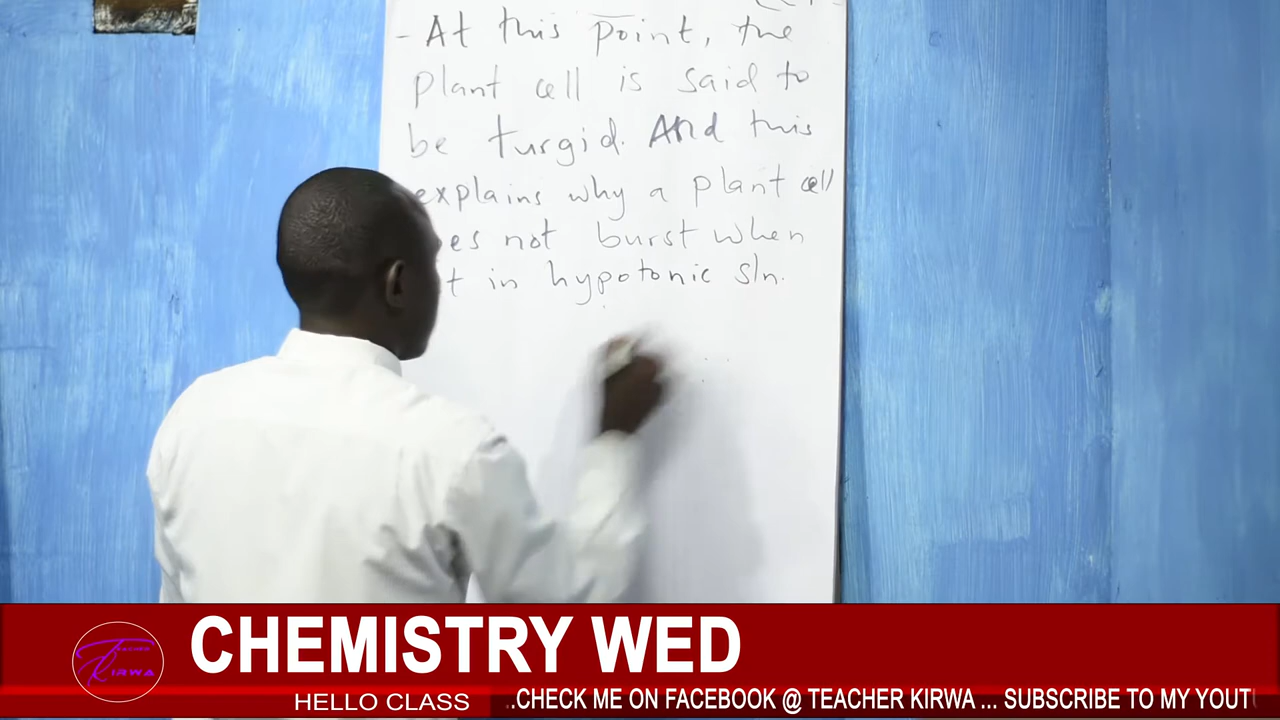 - At this point, the
plant cell is said to
be turgid. And this
explains why a plant cell
es not burst when
t in hypotonic sln.
TEACHER
KIRWA
CHEMISTRY WED
HELLO CLASS
..CHECK ME ON FACEBOOK @ TEACHER KIRWA ... SUBSCRIBE TO MY YOUT